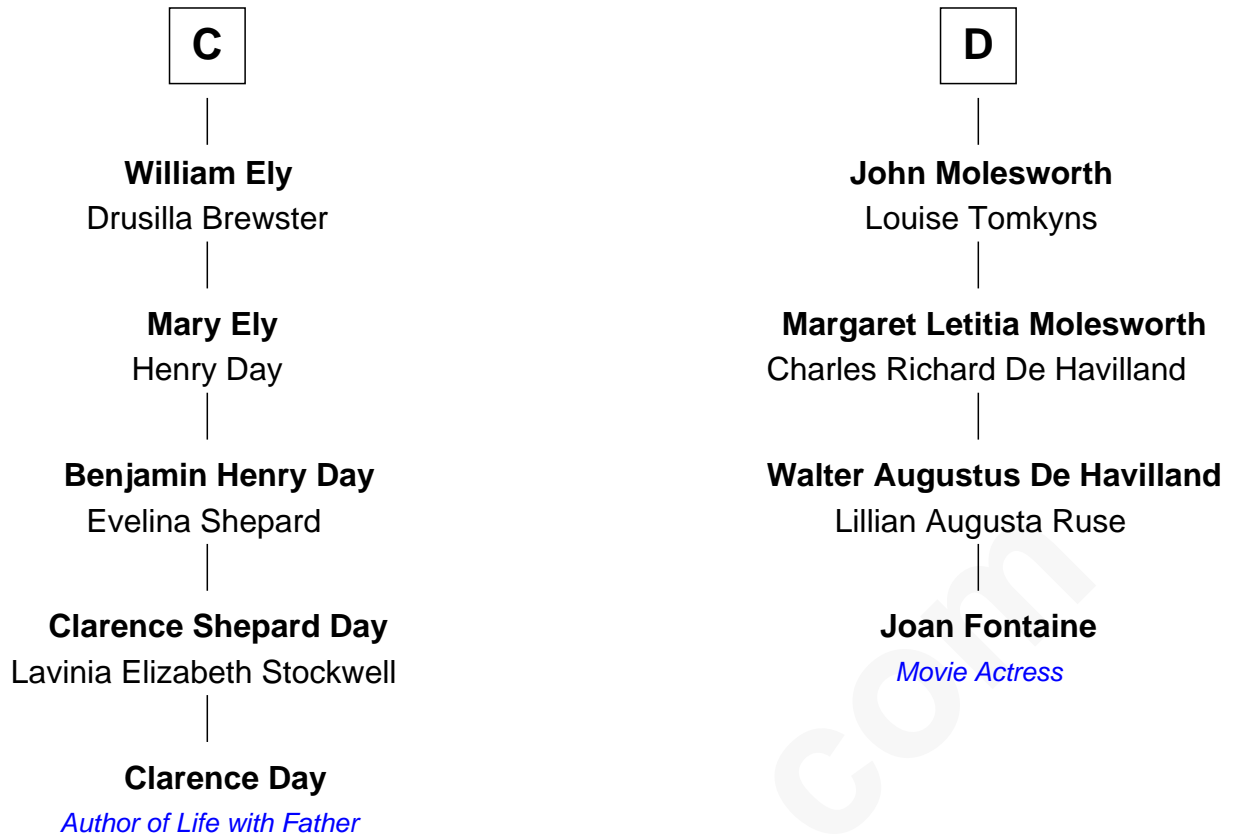 C
William Ely
Drusilla Brewster
Mary Ely
Henry Day
Benjamin Henry Day
Evelina Shepard
Clarence Shepard Day
Lavinia Elizabeth Stockwell
Clarence Day
Author of Life with Father
D
John Molesworth
Louise Tomkyns
Margaret Letitia Molesworth
Charles Richard De Havilland
Walter Augustus De Havilland
Lillian Augusta Ruse
Joan Fontaine
Movie Actress
com